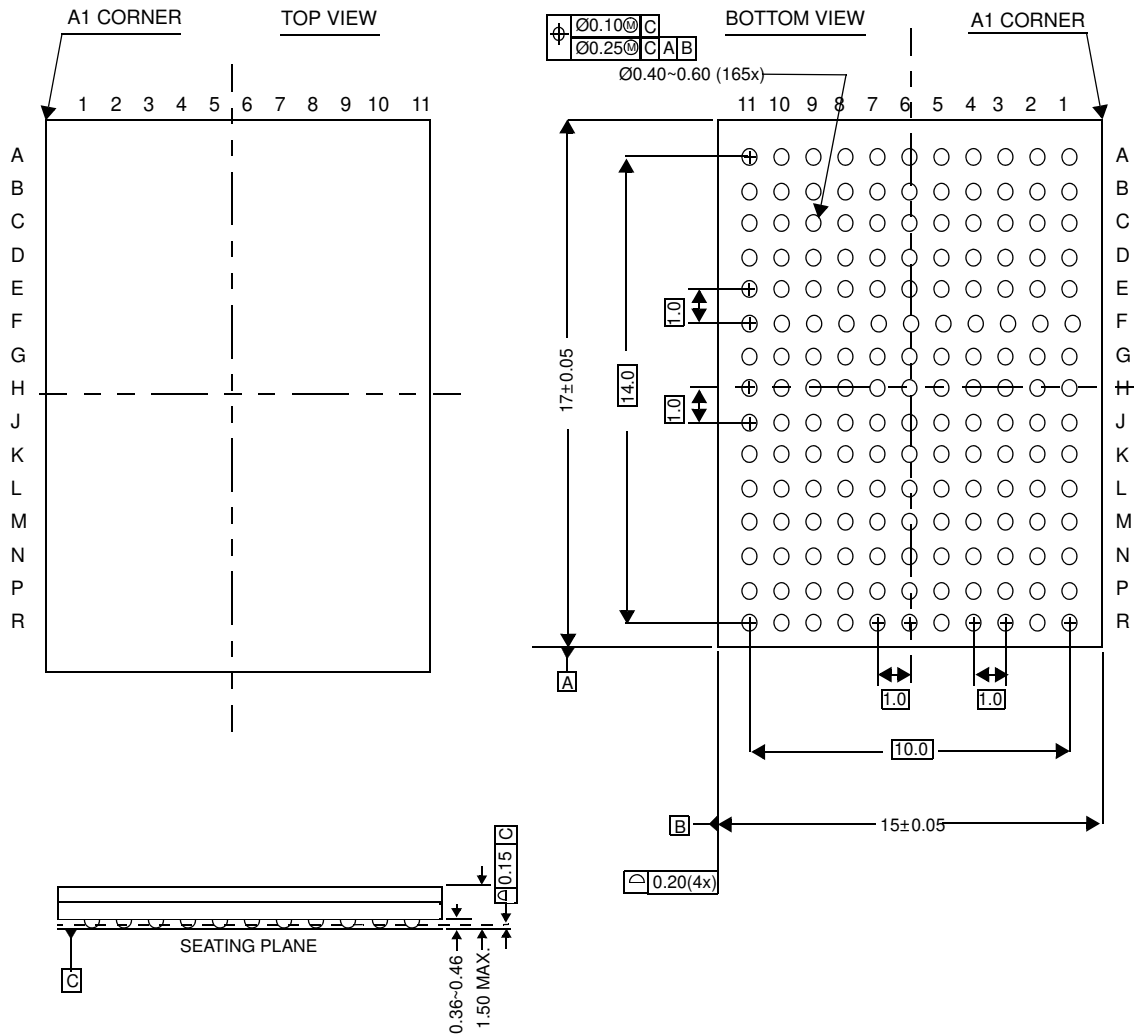 A1 CORNER
TOP VIEW
1 2 3 4 5 6 7 8 9 10 11
A
B
C
D
E
F
G
H
J
K
L
M
N
P
R
Ø0.10Ⓜ C
Ø0.25Ⓜ C A B
BOTTOM VIEW
A1 CORNER
Ø0.40~0.60 (165x)
11 10 9 8 7 6 5 4 3 2 1
A
B
C
D
E
F
G
H
J
K
L
M
N
P
R
17±0.05
14.0
1.0
1.0
A
1.0
1.0
10.0
B
15±0.05
0.20(4x)
0.15 C
SEATING PLANE
C
0.36~0.46
1.50 MAX.